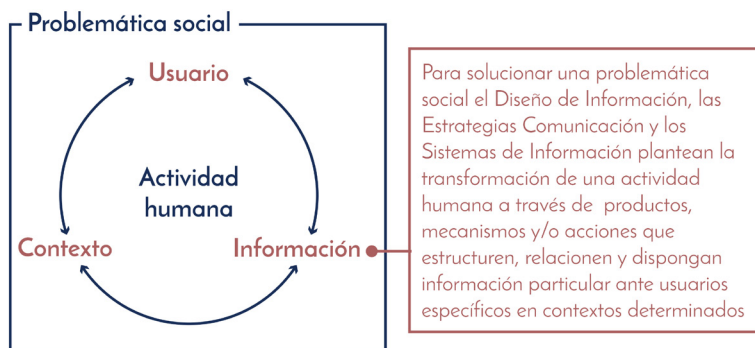 Problemática social
Usuario
Actividad
humana
Contexto
Información
Para solucionar una problemática
social el Diseño de Información, las
Estrategias Comunicación y los
Sistemas de Información plantean la
transformación de una actividad
humana a través de productos,
mecanismos y/o acciones que
estructuren, relacionen y dispongan
información particular ante usuarios
específicos en contextos determinados